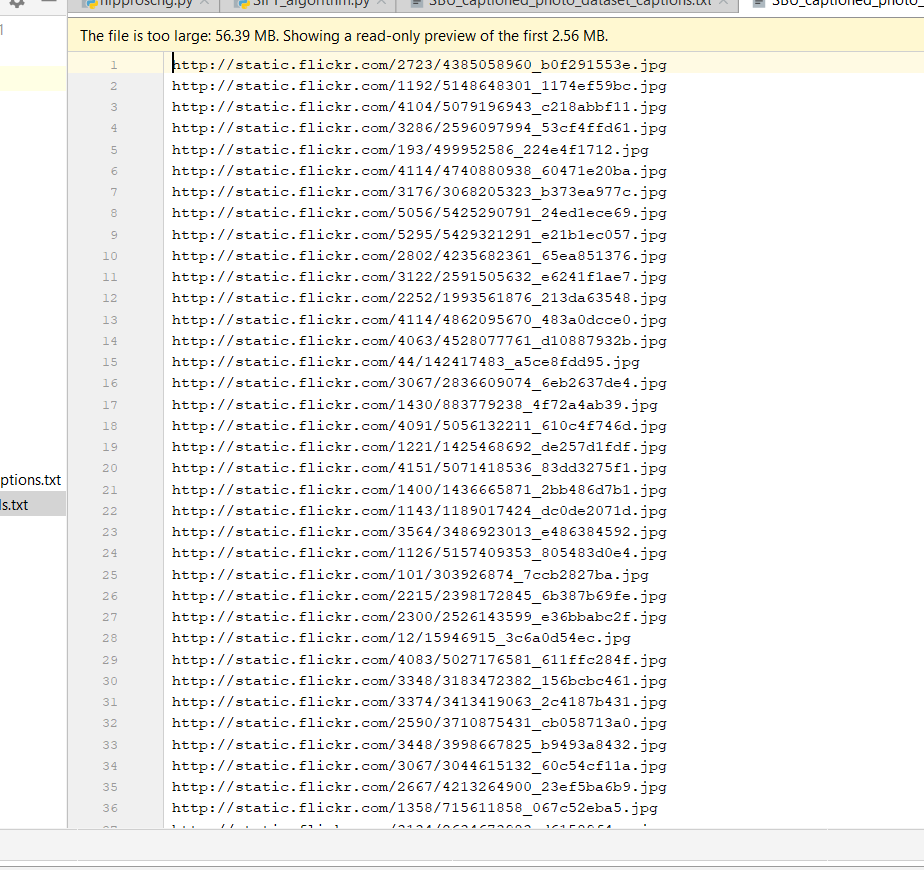 SIFT_algorithm.py
SBU_captioned_photo_dataset_captions.txt
SBU_captioned_photo_
The file is too large: 56.39 MB. Showing a read-only preview of the first 2.56 MB.
1 http://static.flickr.com/2723/4385058960_b0f291553e.jpg
2 http://static.flickr.com/1192/5148648301_1174ef59bc.jpg
3 http://static.flickr.com/4104/5079196943_c218abbf11.jpg
4 http://static.flickr.com/3286/2596097994_53cf4ffd61.jpg
5 http://static.flickr.com/193/499952586_224e4f1712.jpg
6 http://static.flickr.com/4114/4740880938_60471e20ba.jpg
7 http://static.flickr.com/3176/3068205323_b373ea977c.jpg
8 http://static.flickr.com/5056/5425290791_24ed1ece69.jpg
9 http://static.flickr.com/5295/5429321291_e21b1ec057.jpg
10 http://static.flickr.com/2802/4235682361_65ea851376.jpg
11 http://static.flickr.com/3122/2591505632_e6241f1ae7.jpg
12 http://static.flickr.com/2252/1993561876_213da63548.jpg
13 http://static.flickr.com/4114/4862095670_483a0dcce0.jpg
14 http://static.flickr.com/4063/4528077761_d10887932b.jpg
15 http://static.flickr.com/44/142417483_a5ce8fdd95.jpg
16 http://static.flickr.com/3067/2836609074_6eb2637de4.jpg
17 http://static.flickr.com/1430/883779238_4f72a4ab39.jpg
18 http://static.flickr.com/4091/5056132211_610c4f746d.jpg
19 http://static.flickr.com/1221/1425468692_de257d1fdf.jpg
20 http://static.flickr.com/4151/5071418536_83dd3275f1.jpg
ptions.txt
21 http://static.flickr.com/1400/1436665871_2bb486d7b1.jpg
ls.txt
22 http://static.flickr.com/1143/1189017424_dc0de2071d.jpg
23 http://static.flickr.com/3564/3486923013_e486384592.jpg
24 http://static.flickr.com/1126/5157409353_805483d0e4.jpg
25 http://static.flickr.com/101/303926874_7ccb2827ba.jpg
26 http://static.flickr.com/2215/2398172845_6b387b69fe.jpg
27 http://static.flickr.com/2300/2526143599_e36bbabc2f.jpg
28 http://static.flickr.com/12/15946915_3c6a0d54ec.jpg
29 http://static.flickr.com/4083/5027176581_611ffc284f.jpg
30 http://static.flickr.com/3348/3183472382_156bcbc461.jpg
31 http://static.flickr.com/3374/3413419063_2c4187b431.jpg
32 http://static.flickr.com/2590/3710875431_cb058713a0.jpg
33 http://static.flickr.com/3448/3998667825_b9493a8432.jpg
34 http://static.flickr.com/3067/3044615132_60c54cf11a.jpg
35 http://static.flickr.com/2667/4213264900_23ef5ba6b9.jpg
36 http://static.flickr.com/1358/715611858_067c52eba5.jpg